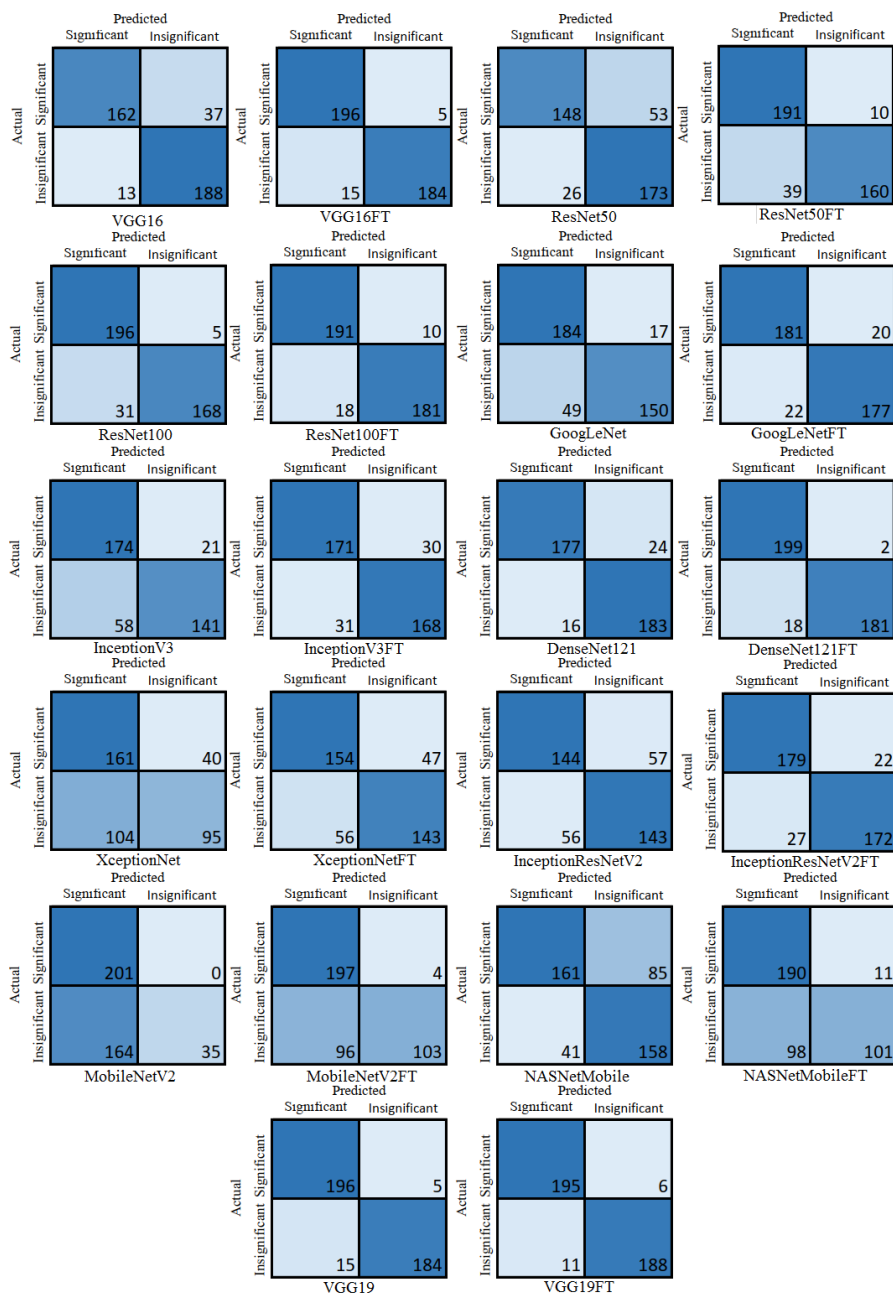 Predicted Predicted Predicted Predicted
Significant Insignificant Significant Insignificant Significant Insignificant Significant Insignificant
Actual Insignificant Significant 162 37 Actual Insignificant Significant 196 5 Actual Insignificant Significant 148 53 Actual Insignificant Significant 191 10
13 188 15 184 26 173 39 160
VGG16 VGG16FT ResNet50 ResNet50FT
Predicted Predicted Predicted Predicted
Significant Insignificant Significant Insignificant Significant Insignificant Significant Insignificant
Actual Insignificant Significant 196 5 Actual Insignificant Significant 191 10 Actual Insignificant Significant 184 17 Actual Insignificant Significant 181 20
31 168 18 181 49 150 22 177
ResNet100 ResNet100FT GoogLeNet GoogLeNetFT
Predicted Predicted Predicted Predicted
Significant Insignificant Significant Insignificant Significant Insignificant Significant Insignificant
Actual Insignificant Significant 174 21 Actual Insignificant Significant 171 30 Actual Insignificant Significant 177 24 Actual Insignificant Significant 199 2
58 141 31 168 16 183 18 181
InceptionV3 InceptionV3FT DenseNet121 DenseNet121FT
Predicted Predicted Predicted Predicted
Significant Insignificant Significant Insignificant Significant Insignificant Significant Insignificant
Actual Insignificant Significant 161 40 Actual Insignificant Significant 154 47 Actual Insignificant Significant 144 57 Actual Insignificant Significant 179 22
104 95 56 143 56 143 27 172
XceptionNet XceptionNetFT InceptionResNetV2 InceptionResNetV2FT
Predicted Predicted Predicted Predicted
Significant Insignificant Significant Insignificant Significant Insignificant Significant Insignificant
Actual Insignificant Significant 201 0 Actual Insignificant Significant 197 4 Actual Insignificant Significant 161 85 Actual Insignificant Significant 190 11
164 35 96 103 41 158 98 101
MobileNetV2 MobileNetV2FT NASNetMobile NASNetMobileFT
Predicted Predicted
Significant Insignificant Significant Insignificant
Actual Insignificant Significant 196 5 Actual Insignificant Significant 195 6
15 184 11 188
VGG19 VGG19FT